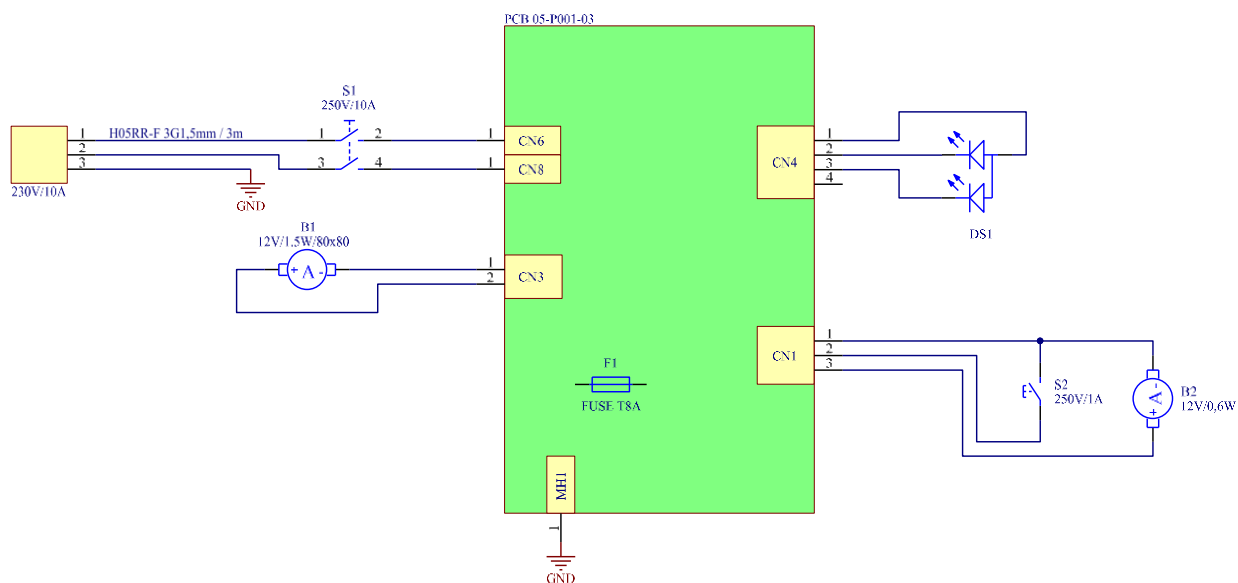 PCB 05-P001-03
S1
250V/10A
1
H05RR-F 3G1,5mm / 3m
1
2
1
CN6
2
3
3
4
1
CN8
230V/10A
GND
1
2
3
4
CN4
DS1
B1
12V/1,5W/80x80
+ A -
1
2
CN3
F1
FUSE T8A
1
2
3
CN1
S2
250V/1A
A
-
+
B2
12V/0,6W
MH1
1
GND